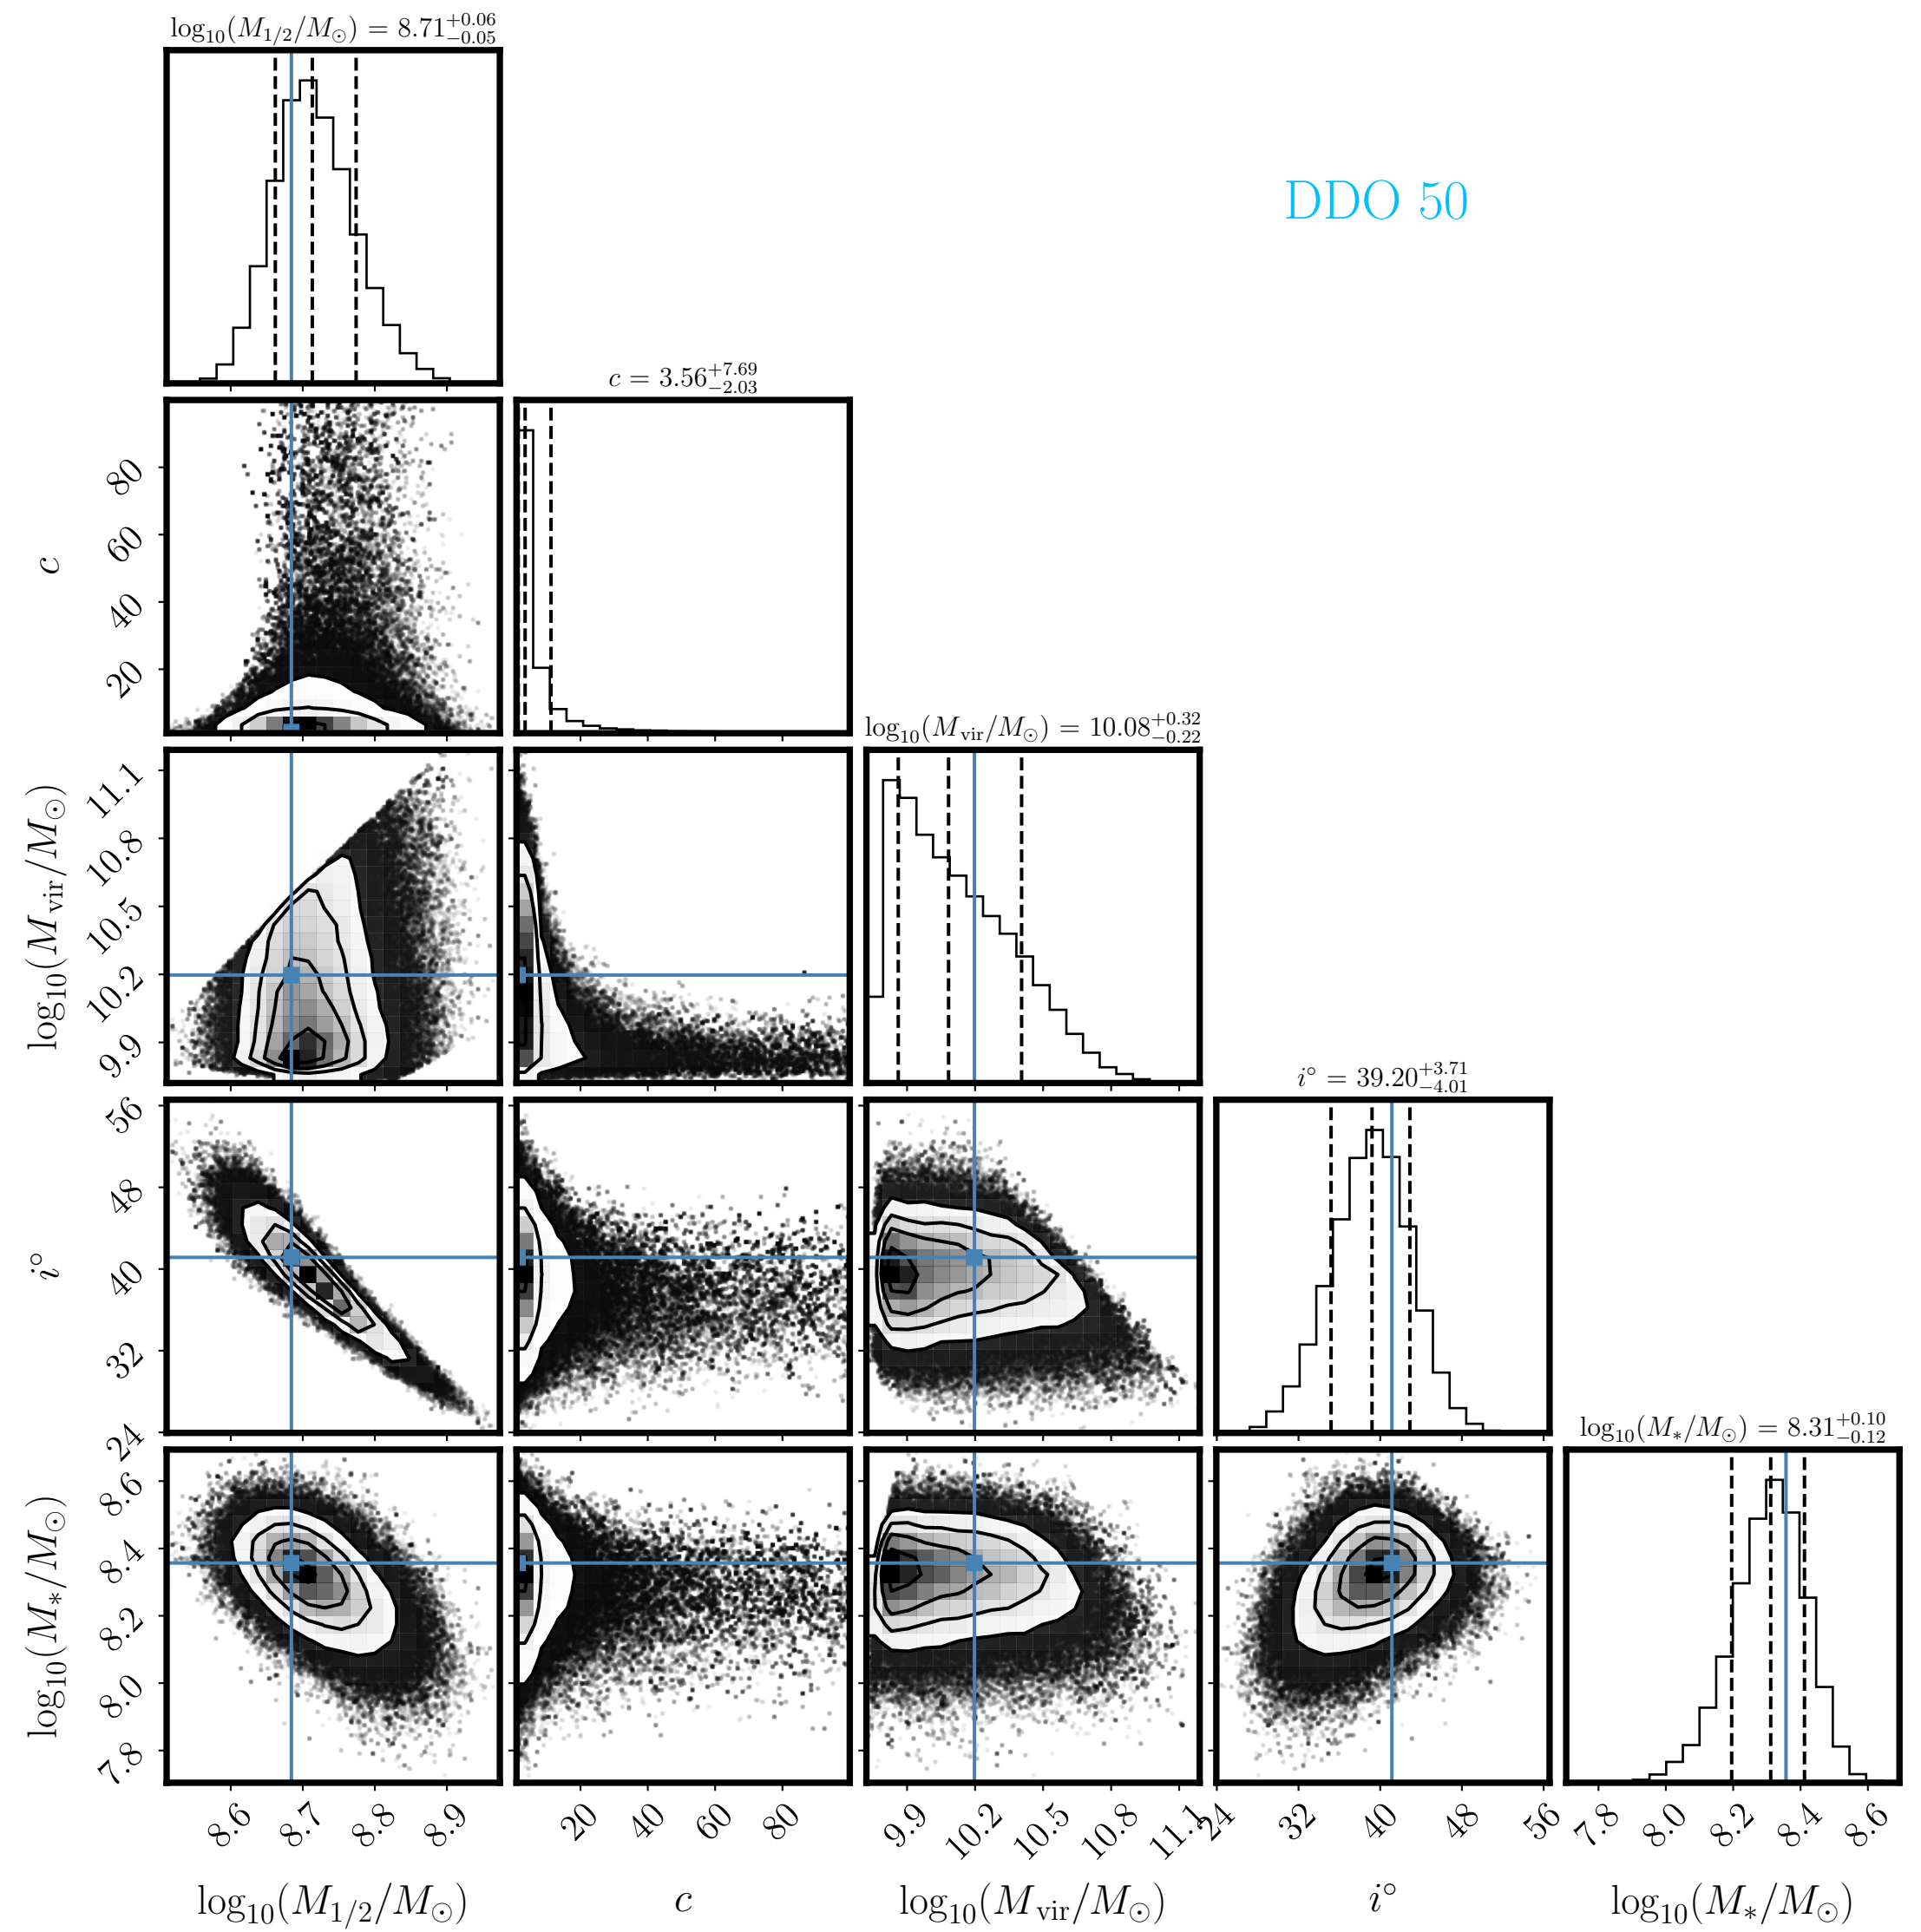 log₁₀(M₁/₂/M⊙) = 8.71 +0.06 −0.05
DDO 50
c = 3.56 +7.69 −2.03
80
60
40
20
c
log₁₀(Mvir/M⊙) = 10.08 +0.32 −0.22
11.1
10.8
10.5
10.2
9.9
log₁₀(Mvir/M⊙)
i° = 39.20 +3.71 −4.01
56
48
40
32
24
i°
log₁₀(M∗/M⊙) = 8.31 +0.10 −0.12
8.6
8.4
8.2
8.0
7.8
log₁₀(M∗/M⊙)
8.6 8.7 8.8 8.9
20 40 60 80
9.9 10.2 10.5 10.8 11.1
24 32 40 48 56
7.8 8.0 8.2 8.4 8.6
log₁₀(M₁/₂/M⊙)
c
log₁₀(Mvir/M⊙)
i°
log₁₀(M∗/M⊙)